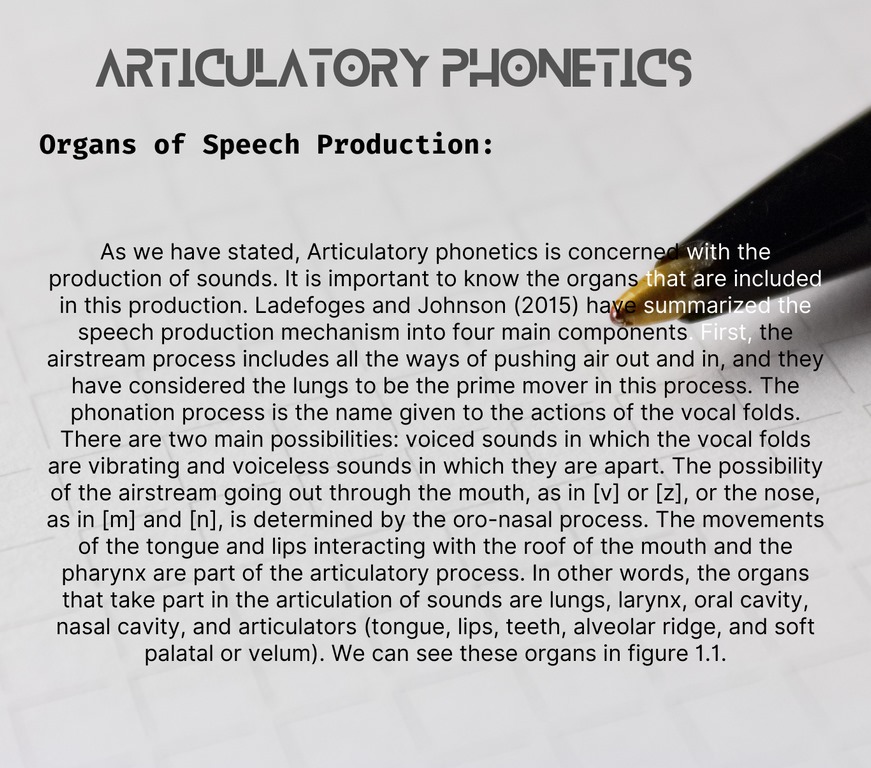 ARTICULATORY PHONETICS
Organs of Speech Production:
As we have stated, Articulatory phonetics is concerned with the
production of sounds. It is important to know the organs that are included
in this production. Ladefoges and Johnson (2015) have summarized the
speech production mechanism into four main components. First, the
airstream process includes all the ways of pushing air out and in, and they
have considered the lungs to be the prime mover in this process. The
phonation process is the name given to the actions of the vocal folds.
There are two main possibilities: voiced sounds in which the vocal folds
are vibrating and voiceless sounds in which they are apart. The possibility
of the airstream going out through the mouth, as in [v] or [z], or the nose,
as in [m] and [n], is determined by the oro-nasal process. The movements
of the tongue and lips interacting with the roof of the mouth and the
pharynx are part of the articulatory process. In other words, the organs
that take part in the articulation of sounds are lungs, larynx, oral cavity,
nasal cavity, and articulators (tongue, lips, teeth, alveolar ridge, and soft
palatal or velum). We can see these organs in figure 1.1.